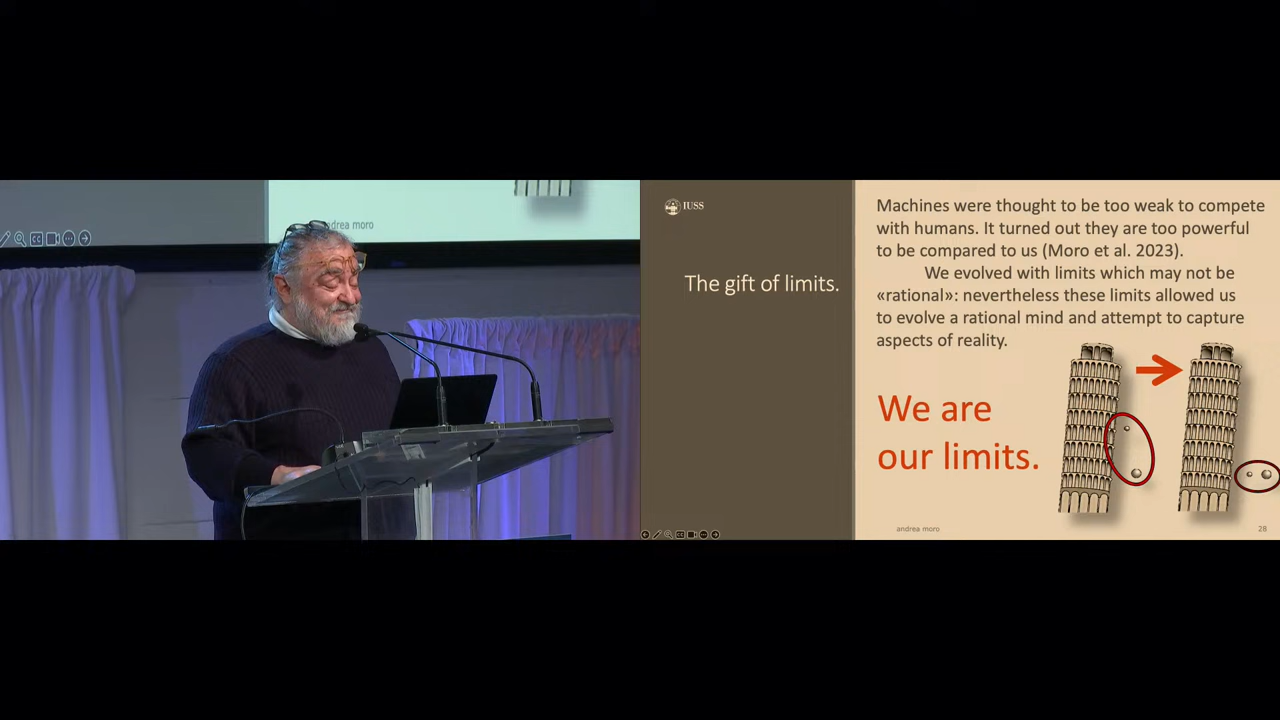 andrea moro
CC
IUSS
The gift of limits.
Machines were thought to be too weak to compete
with humans. It turned out they are too powerful
to be compared to us (Moro et al. 2023).
We evolved with limits which may not be
«rational»: nevertheless these limits allowed us
to evolve a rational mind and attempt to capture
aspects of reality.
We are
our limits.
andrea moro
28